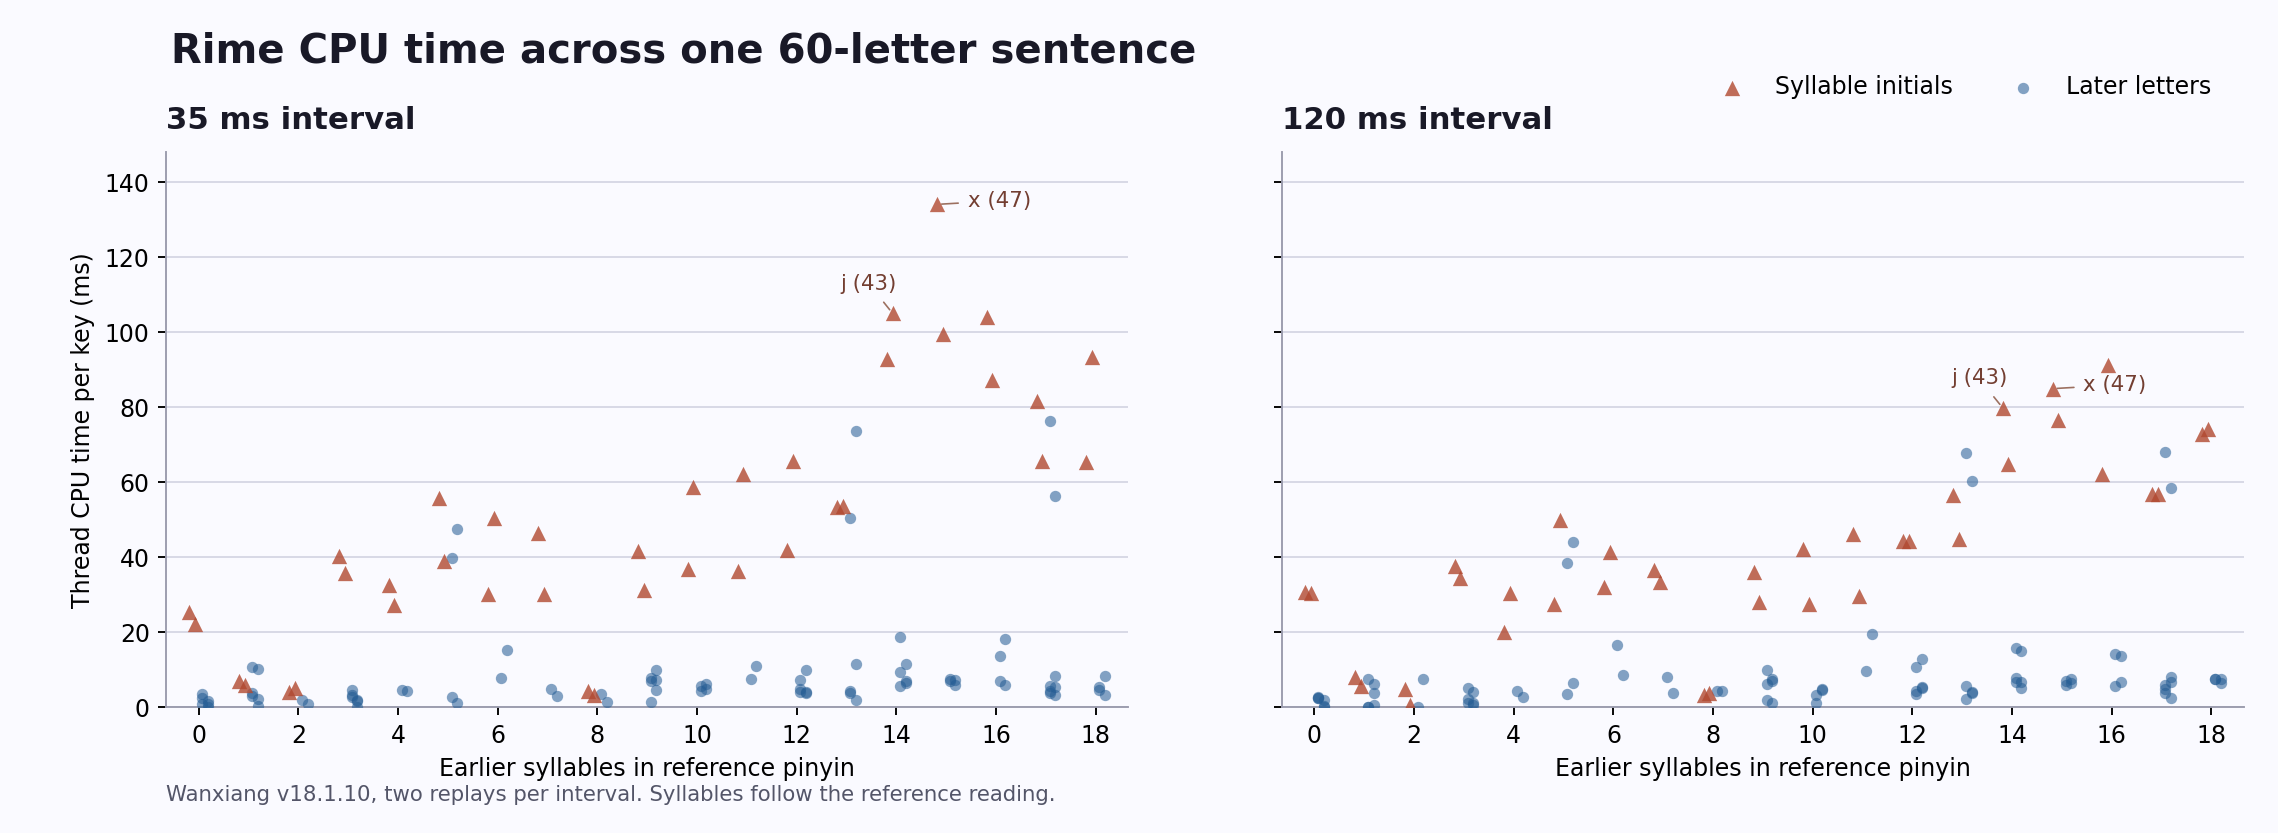 Rime CPU time across one 60-letter sentence
Syllable initials
Later letters
35 ms interval
Thread CPU time per key (ms)
140
120
100
80
60
40
20
0
x (47)
j (43)
0 2 4 6 8 10 12 14 16 18
Earlier syllables in reference pinyin
120 ms interval
j (43)
x (47)
0 2 4 6 8 10 12 14 16 18
Earlier syllables in reference pinyin
Wanxiang v18.1.10, two replays per interval. Syllables follow the reference reading.